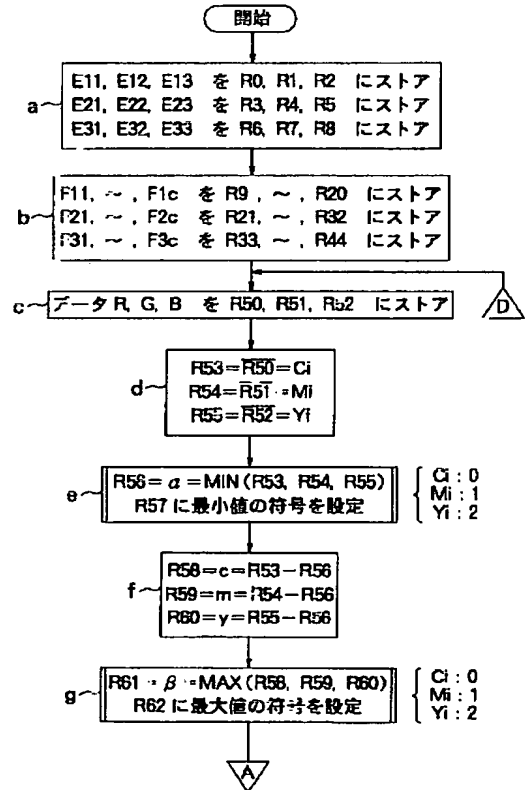 開始
a E11, E12, E13 を R0, R1, R2 にストア
E21, E22, E23 を R3, R4, R5 にストア
E31, E32, E33 を R6, R7, R8 にストア
b F11, ～, F1c を R9, ～, R20 にストア
F21, ～, F2c を R21, ～, R32 にストア
F31, ～, F3c を R33, ～, R44 にストア
c データ R, G, B を R50, R51, R52 にストア
D
d R53=R̅5̅0̅=Ci
R54=R̅5̅1̅=Mi
R55=R̅5̅2̅=Yi
e R56=α=MIN(R53, R54, R55)
R57 に最小値の符号を設定
Ci : 0
Mi : 1
Yi : 2
f R58=c=R53−R56
R59=m=R54−R56
R60=y=R55−R56
g R61=β=MAX(R58, R59, R60)
R62 に最大値の符号を設定
Ci : 0
Mi : 1
Yi : 2
A